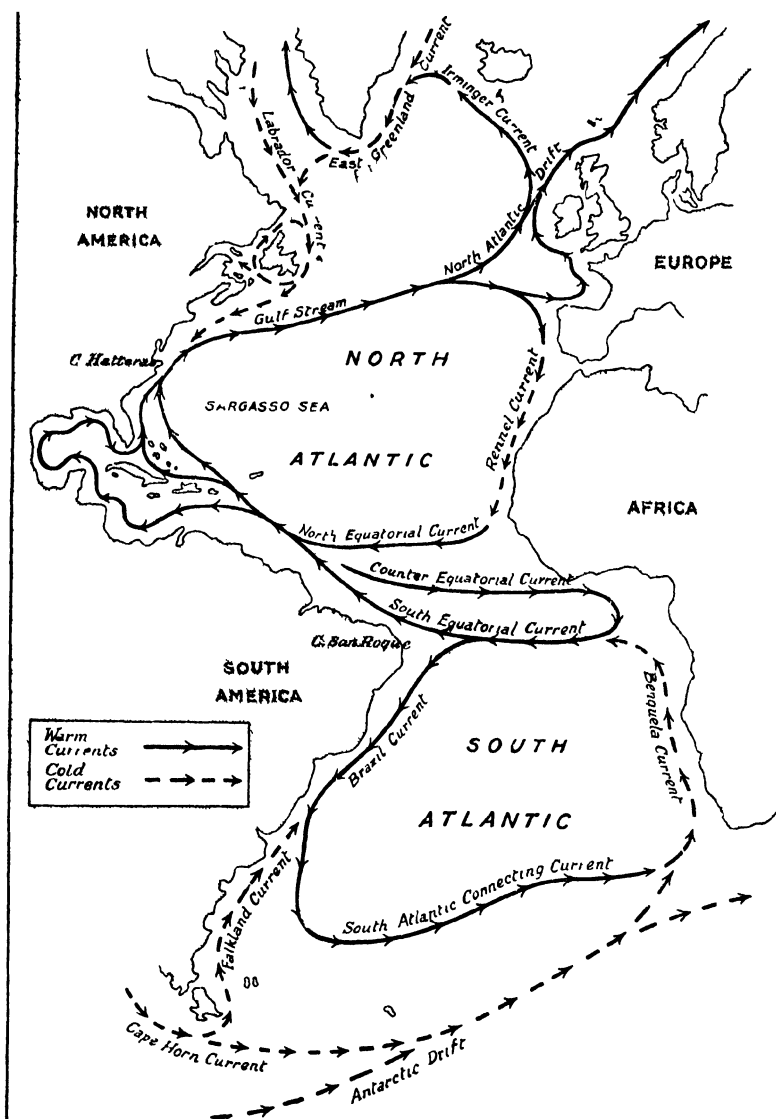 Current
Irminger Current
East Greenland
Labrador
Current
Drift
North Atlantic
NORTH
AMERICA
EUROPE
Gulf Stream
C. Hatteras
NORTH
SARGASSO SEA
ATLANTIC
Rennel Current
AFRICA
North Equatorial Current
Counter Equatorial Current
South Equatorial Current
C. San Roque
SOUTH
AMERICA
Benguela Current
Warm
Currents
Cold
Currents
Brazil Current
SOUTH
ATLANTIC
South Atlantic Connecting Current
Falkland Current
Cape Horn Current
Antarctic Drift